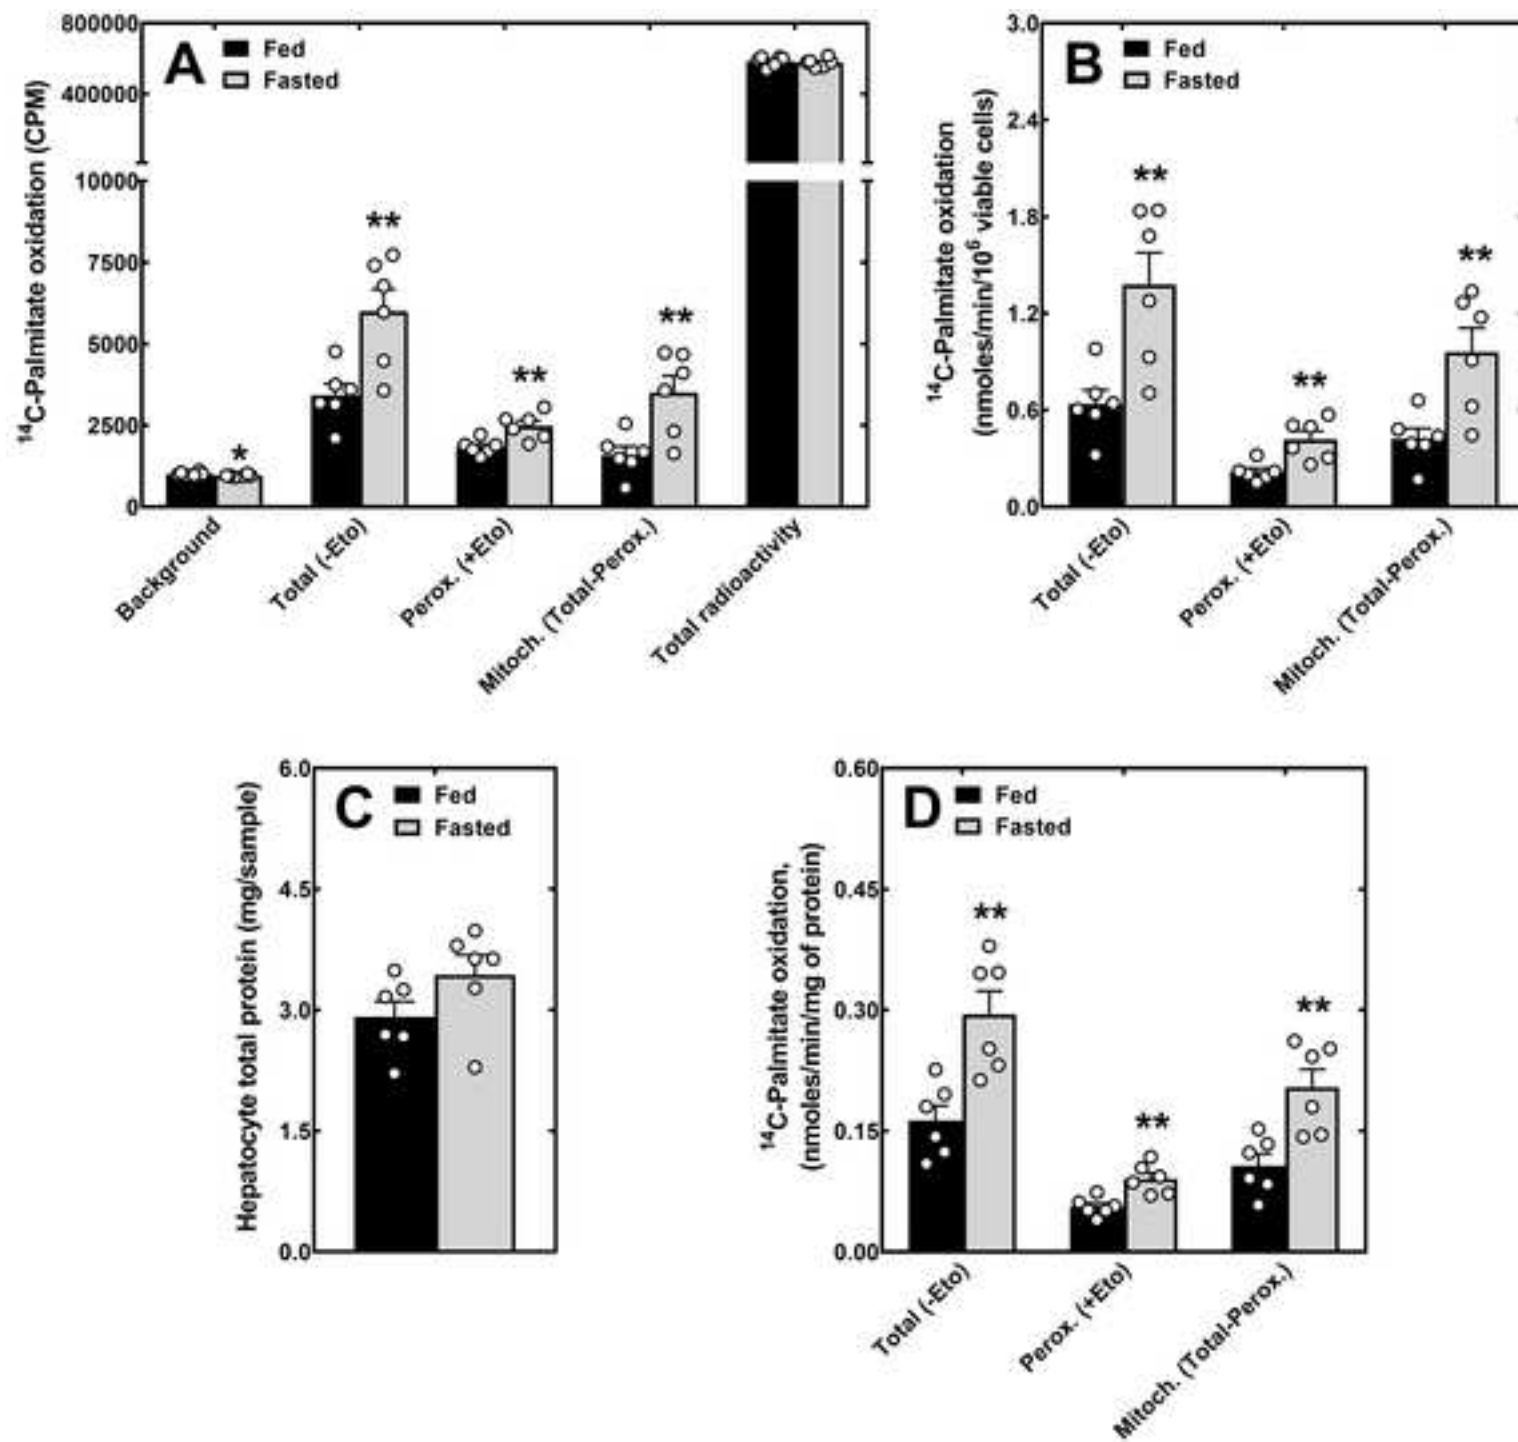 A
Fed
Fasted
¹⁴C-Palmitate oxidation (CPM)
800000
400000
10000
7500
5000
2500
0
*
**
**
**
Background
Total (-Eto)
Perox. (+Eto)
Mitoch. (Total-Perox.)
Total radioactivity
B
Fed
Fasted
¹⁴C-Palmitate oxidation
(nmoles/min/10⁶ viable cells)
3.0
2.4
1.8
1.2
0.6
0.0
**
**
**
Total (-Eto)
Perox. (+Eto)
Mitoch. (Total-Perox.)
C
Fed
Fasted
Hepatocyte total protein (mg/sample)
6.0
4.5
3.0
1.5
0.0
D
Fed
Fasted
¹⁴C-Palmitate oxidation,
(nmoles/min/mg of protein)
0.60
0.45
0.30
0.15
0.00
**
**
**
Total (-Eto)
Perox. (+Eto)
Mitoch. (Total-Perox.)